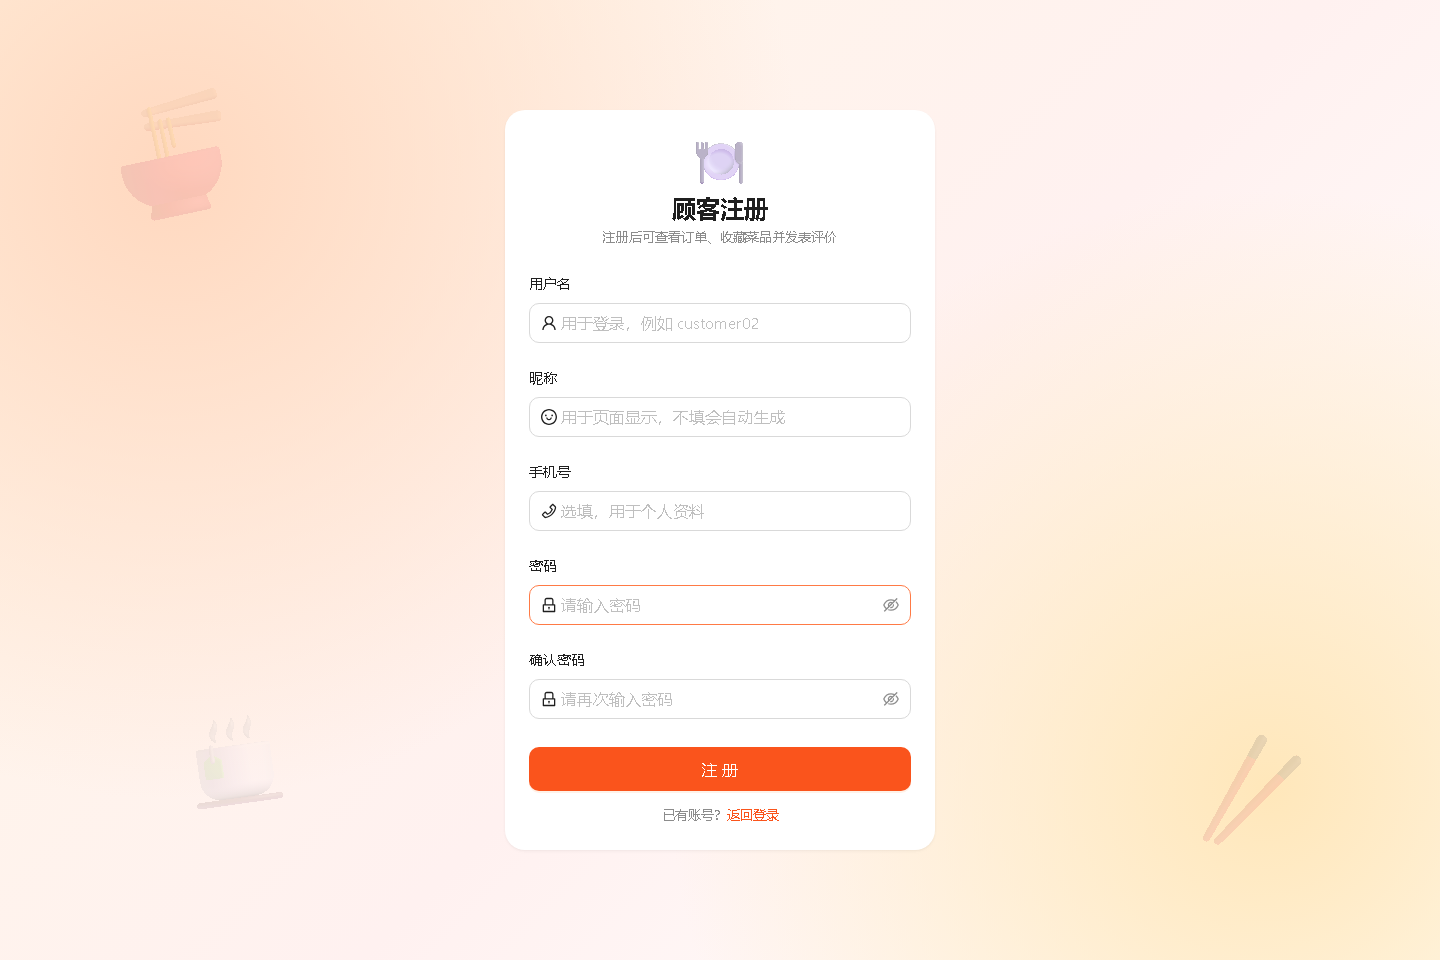 顾客注册
注册后可查看订单、收藏菜品并发表评价
用户名
用于登录，例如 customer02
昵称
用于页面显示，不填会自动生成
手机号
选填，用于个人资料
密码
请输入密码
确认密码
请再次输入密码
注 册
已有账号？返回登录